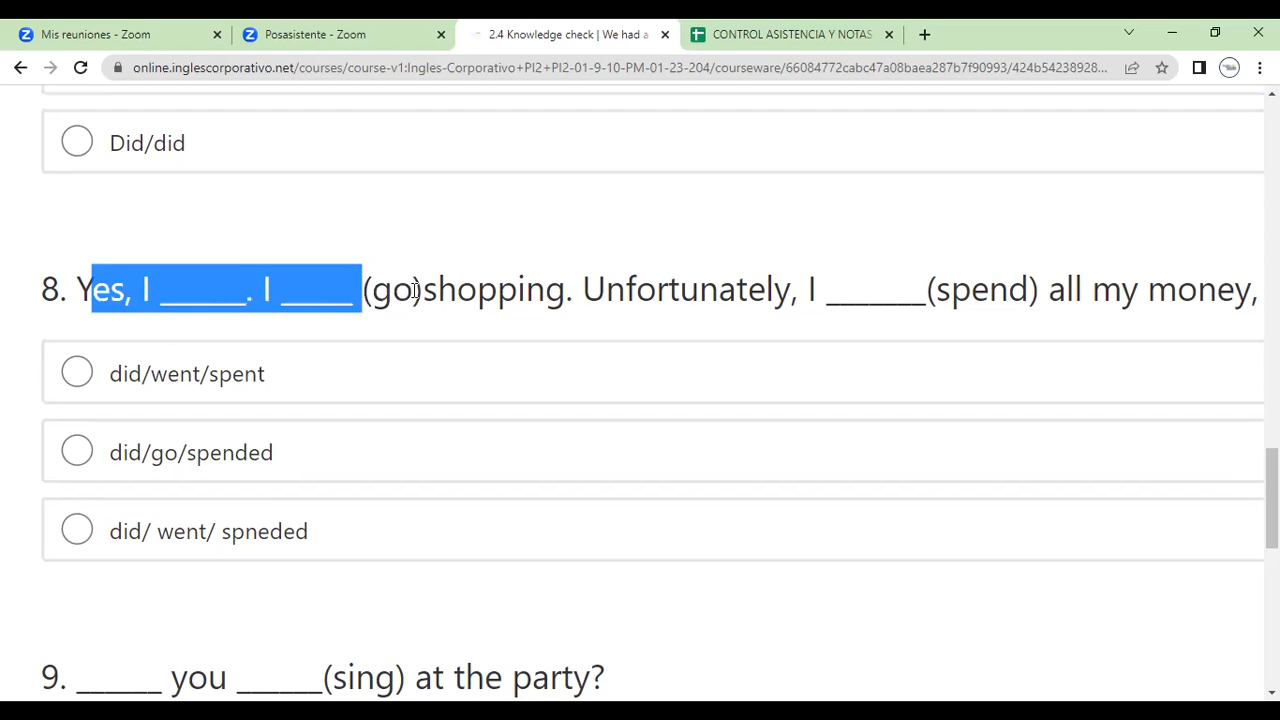 Mis reuniones - Zoom
Posasistente - Zoom
2.4 Knowledge check | We had a
CONTROL ASISTENCIA Y NOTAS
online.inglescorporativo.net/courses/course-v1:Ingles-Corporativo+PI2+PI2-01-9-10-PM-01-23-204/courseware/66084772cabc47a08baea287b7f90993/424b54238928...
Did/did
8. Yes, I ______. I _____ (go)shopping. Unfortunately, I _______(spend) all my money,
did/went/spent
did/go/spended
did/ went/ spneded
9. ______ you ______(sing) at the party?